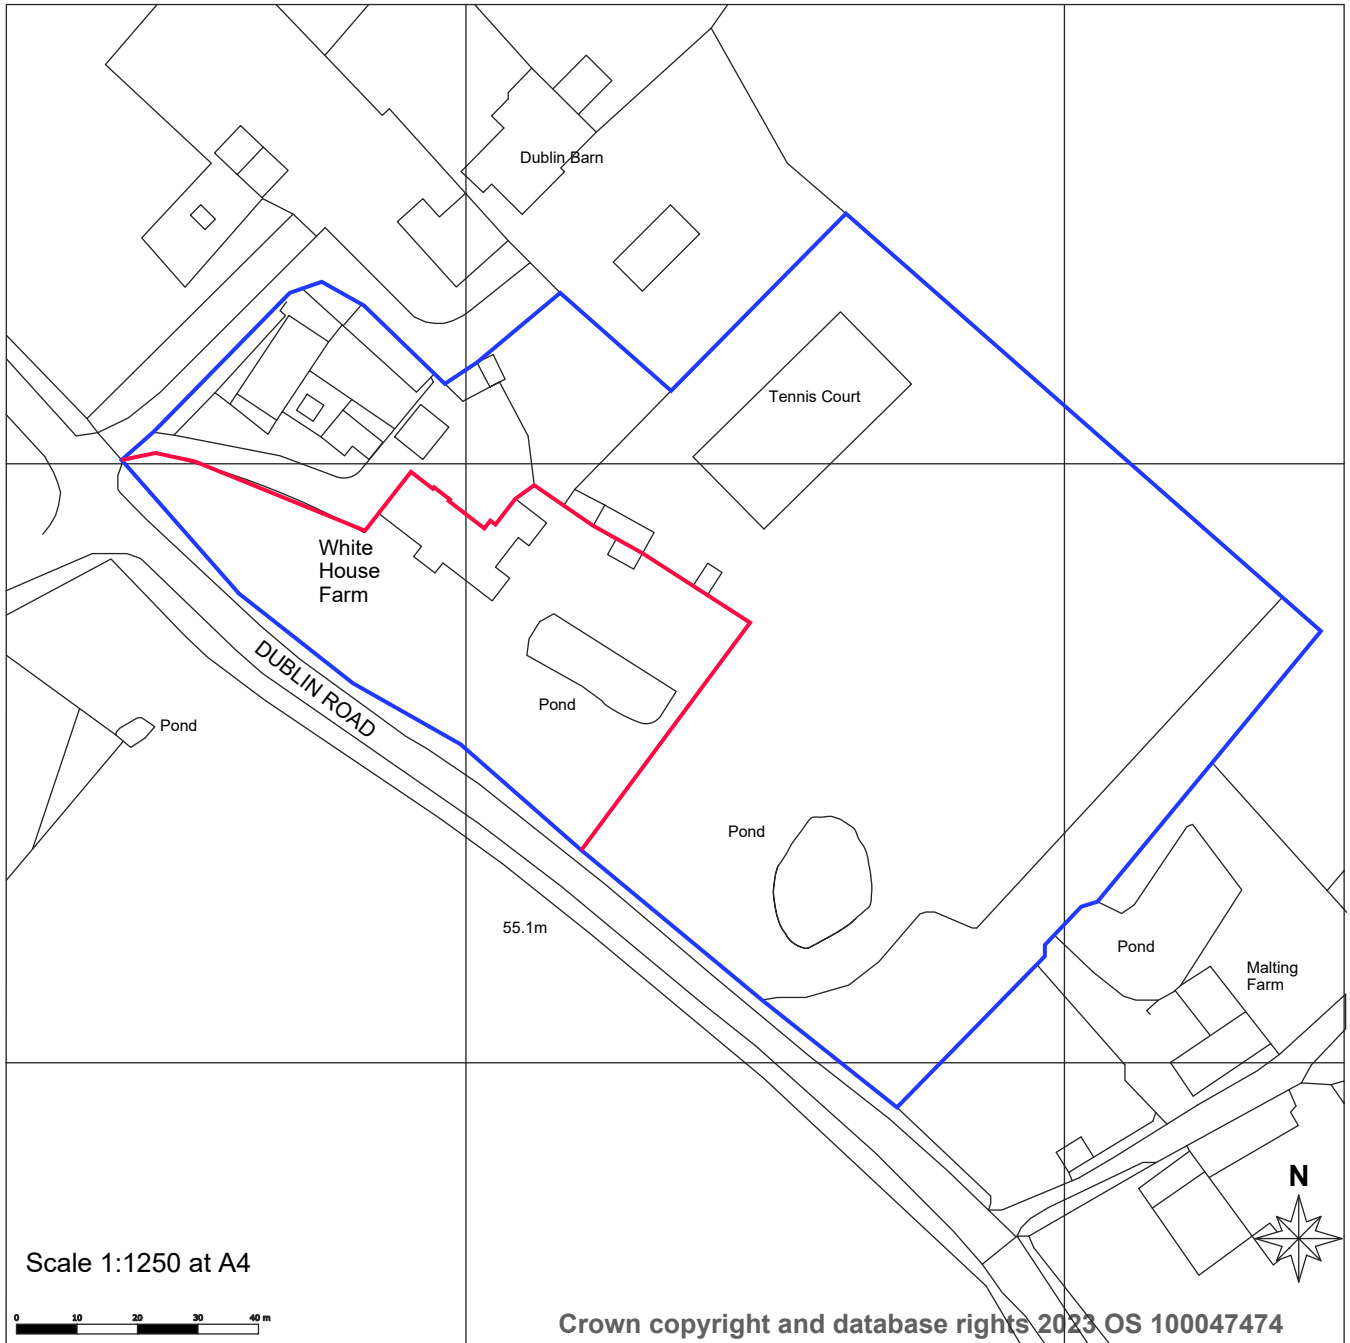 Dublin Barn
Tennis Court
White
House
Farm
DUBLIN ROAD
Pond
Pond
Pond
55.1m
Pond
Malting
Farm
N
Scale 1:1250 at A4
0 10 20 30 40 m
Crown copyright and database rights 2023 OS 100047474